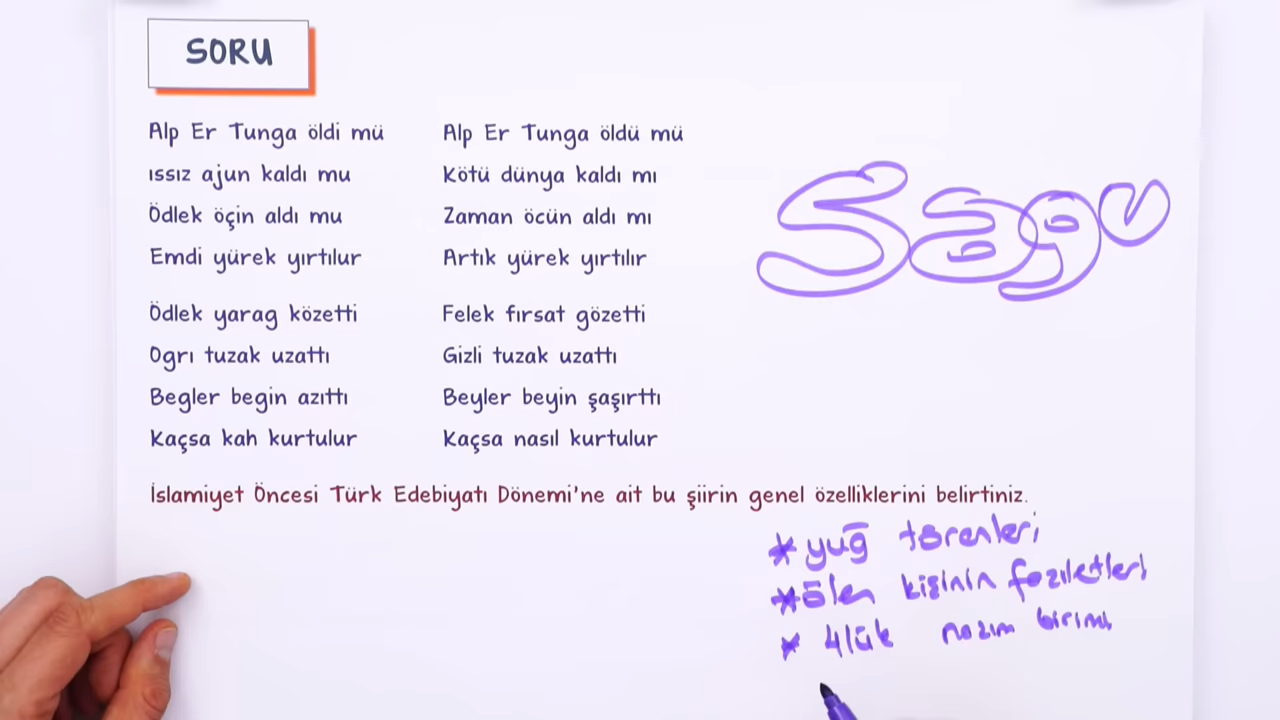 SORU
Alp Er Tunga öldi mü
ıssız ajun kaldı mu
Ödlek öçin aldı mu
Emdi yürek yırtılur
Ödlek yarag közetti
Ogrı tuzak uzattı
Begler begin azıttı
Kaçsa kah kurtulur
Alp Er Tunga öldü mü
Kötü dünya kaldı mı
Zaman öcün aldı mı
Artık yürek yırtılır
Felek fırsat gözetti
Gizli tuzak uzattı
Beyler beyin şaşırttı
Kaçsa nasıl kurtulur
Sagu
İslamiyet Öncesi Türk Edebiyatı Dönemi'ne ait bu şiirin genel özelliklerini belirtiniz.
* yuğ törenleri
* ölen kişinin faziletleri
* 4lük nazım birimi